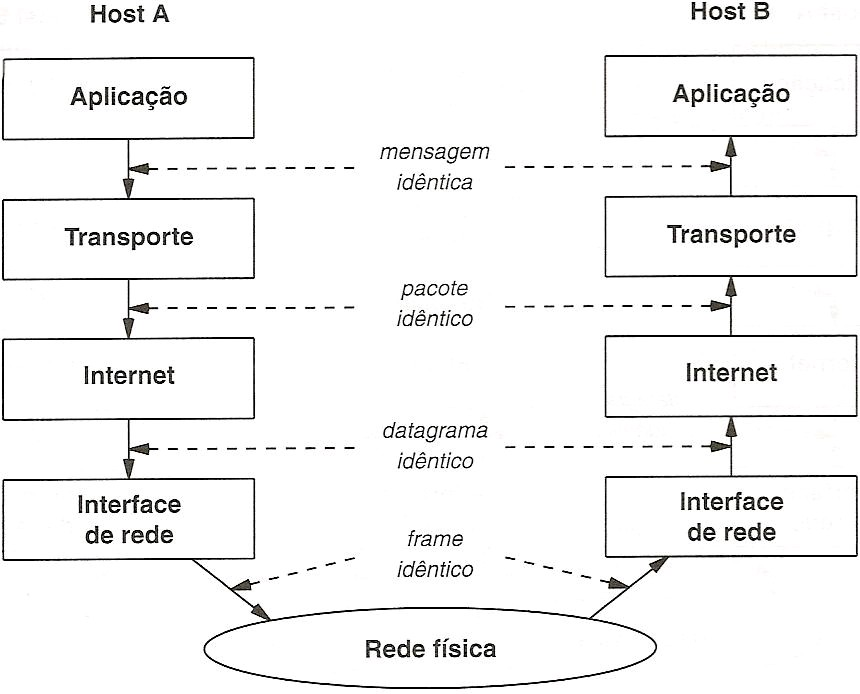 Host A
Host B
Aplicação
Aplicação
mensagem
idêntica
Transporte
Transporte
pacote
idêntico
Internet
Internet
datagrama
idêntico
Interface
de rede
Interface
de rede
frame
idêntico
Rede física